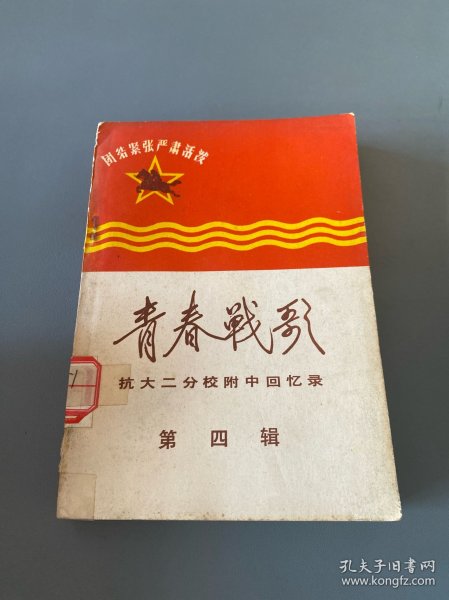 团结紧张严肃活泼
青春战歌
抗大二分校附中回忆录
第四辑
孔夫子旧书网
www.kongfz.com